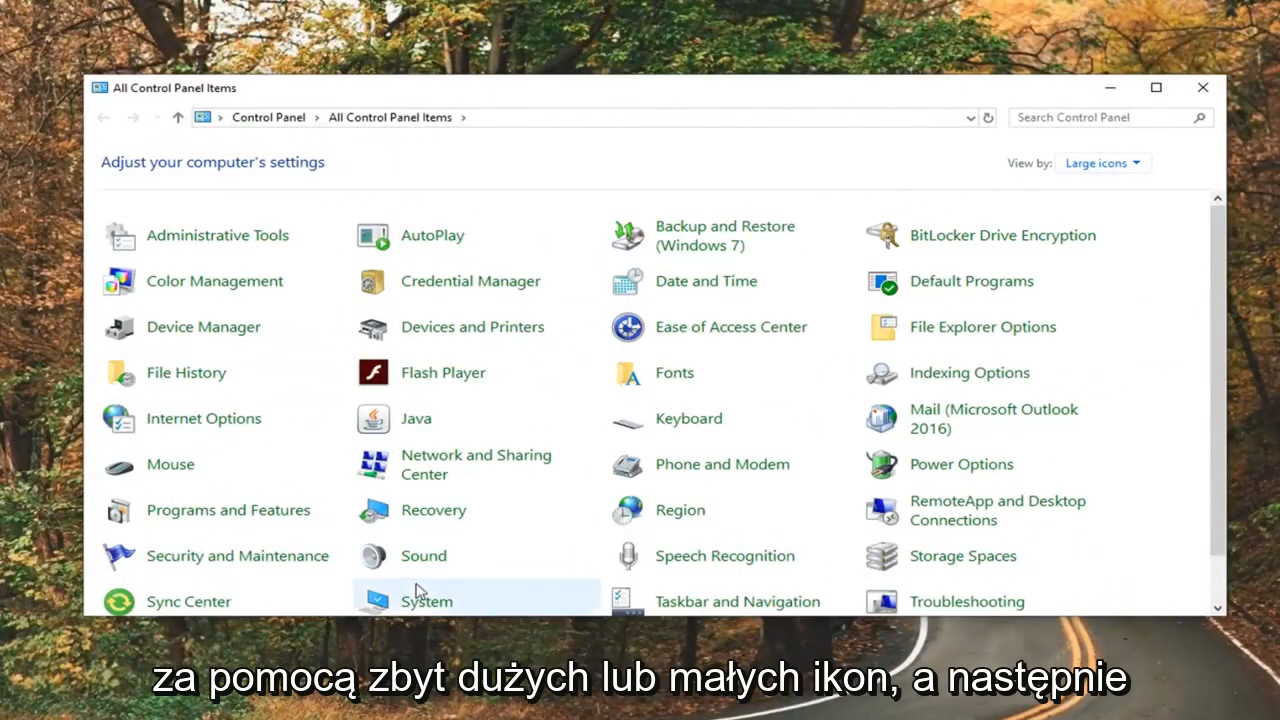 All Control Panel Items
Control Panel > All Control Panel Items >
Search Control Panel
Adjust your computer's settings
View by: Large icons
Administrative Tools
AutoPlay
Backup and Restore
(Windows 7)
BitLocker Drive Encryption
Color Management
Credential Manager
Date and Time
Default Programs
Device Manager
Devices and Printers
Ease of Access Center
File Explorer Options
File History
Flash Player
Fonts
Indexing Options
Internet Options
Java
Keyboard
Mail (Microsoft Outlook
2016)
Mouse
Network and Sharing
Center
Phone and Modem
Power Options
Programs and Features
Recovery
Region
RemoteApp and Desktop
Connections
Security and Maintenance
Sound
Speech Recognition
Storage Spaces
Sync Center
System
Taskbar and Navigation
Troubleshooting
za pomocą zbyt dużych lub małych ikon, a następnie